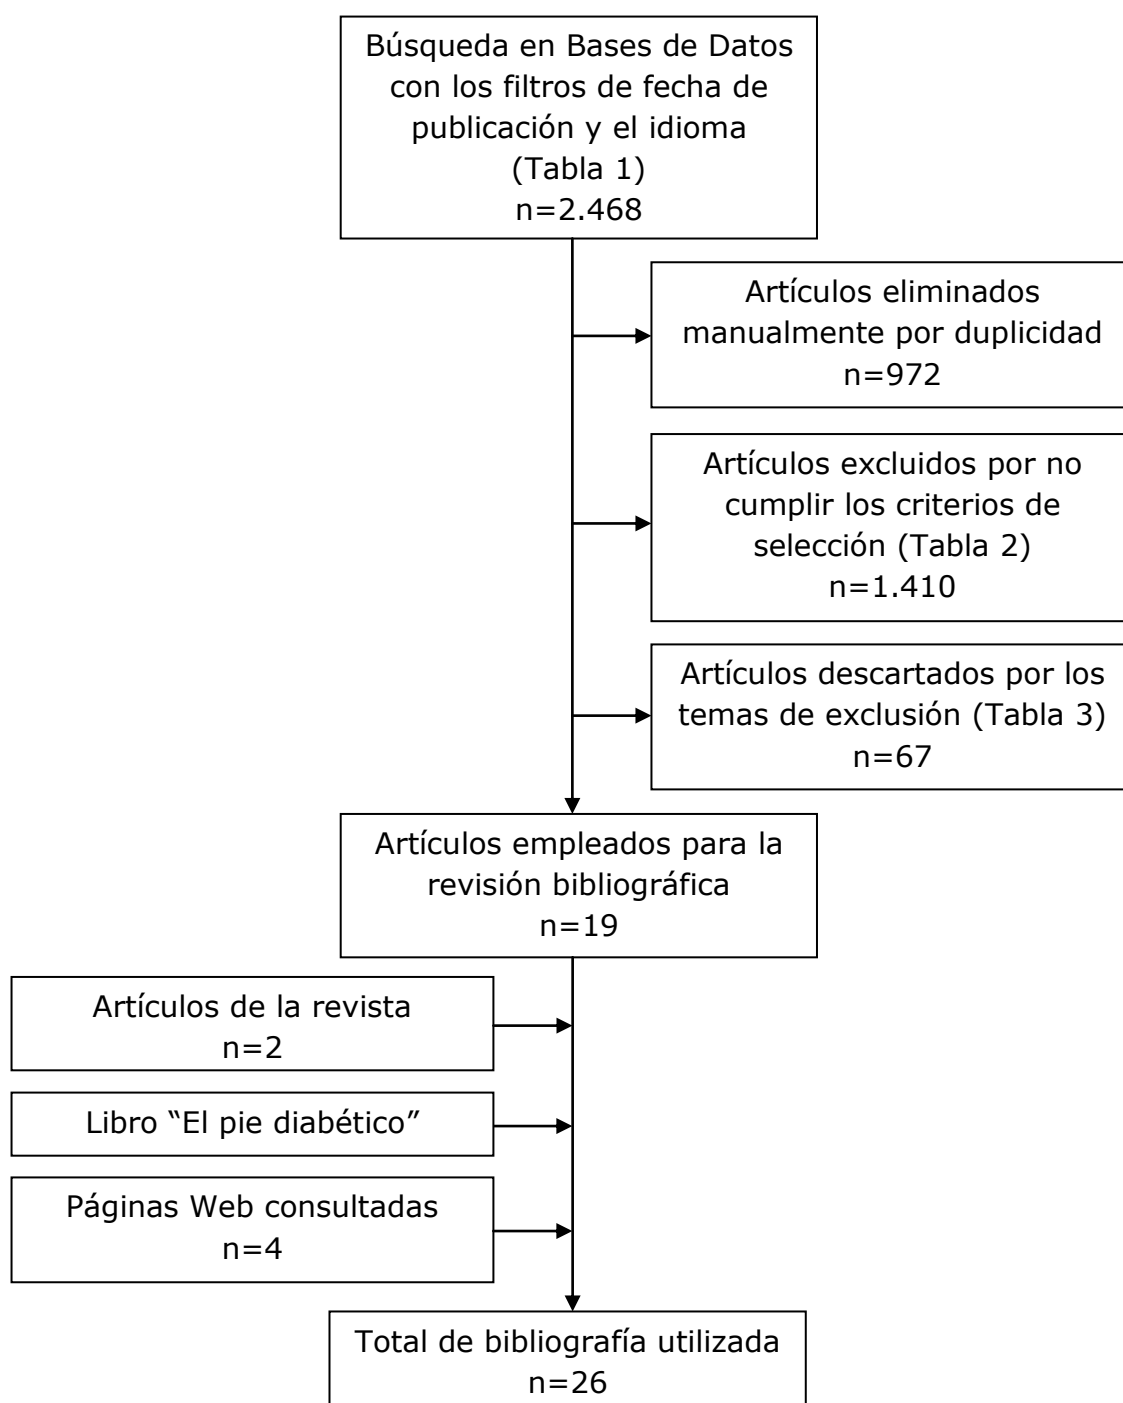 Búsqueda en Bases de Datos
con los filtros de fecha de
publicación y el idioma
(Tabla 1)
n=2.468
Artículos eliminados
manualmente por duplicidad
n=972
Artículos excluidos por no
cumplir los criterios de
selección (Tabla 2)
n=1.410
Artículos descartados por los
temas de exclusión (Tabla 3)
n=67
Artículos empleados para la
revisión bibliográfica
n=19
Artículos de la revista
n=2
Libro “El pie diabético”
Páginas Web consultadas
n=4
Total de bibliografía utilizada
n=26